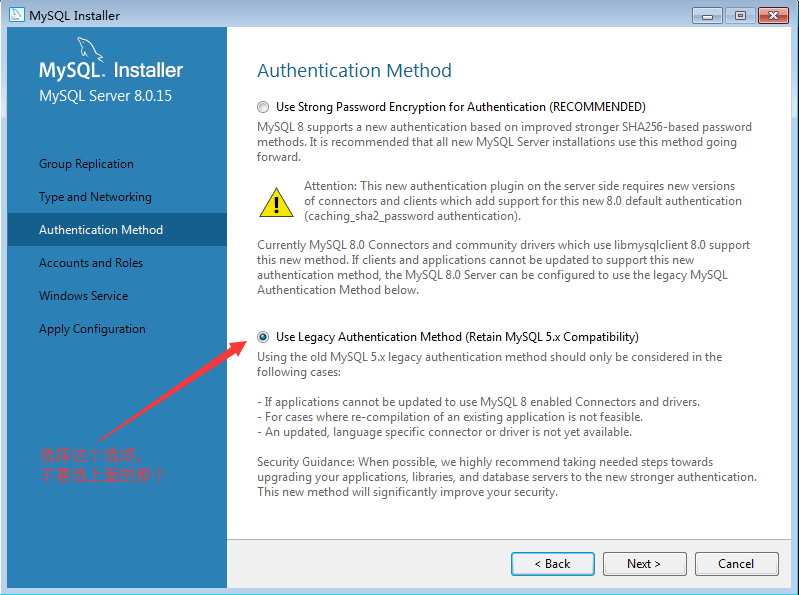 MySQL Installer
MySQL. Installer
MySQL Server 8.0.15
Group Replication
Type and Networking
Authentication Method
Accounts and Roles
Windows Service
Apply Configuration
Authentication Method
Use Strong Password Encryption for Authentication (RECOMMENDED)
MySQL 8 supports a new authentication based on improved stronger SHA256-based password
methods. It is recommended that all new MySQL Server installations use this method going
forward.
Attention: This new authentication plugin on the server side requires new versions
of connectors and clients which add support for this new 8.0 default authentication
(caching_sha2_password authentication).
Currently MySQL 8.0 Connectors and community drivers which use libmysqlclient 8.0 support
this new method. If clients and applications cannot be updated to support this new
authentication method, the MySQL 8.0 Server can be configured to use the legacy MySQL
Authentication Method below.
Use Legacy Authentication Method (Retain MySQL 5.x Compatibility)
Using the old MySQL 5.x legacy authentication method should only be considered in the
following cases:
- If applications cannot be updated to use MySQL 8 enabled Connectors and drivers.
- For cases where re-compilation of an existing application is not feasible.
- An updated, language specific connector or driver is not yet available.
Security Guidance: When possible, we highly recommend taking needed steps towards
upgrading your applications, libraries, and database servers to the new stronger authentication.
This new method will significantly improve your security.
< Back
Next >
Cancel